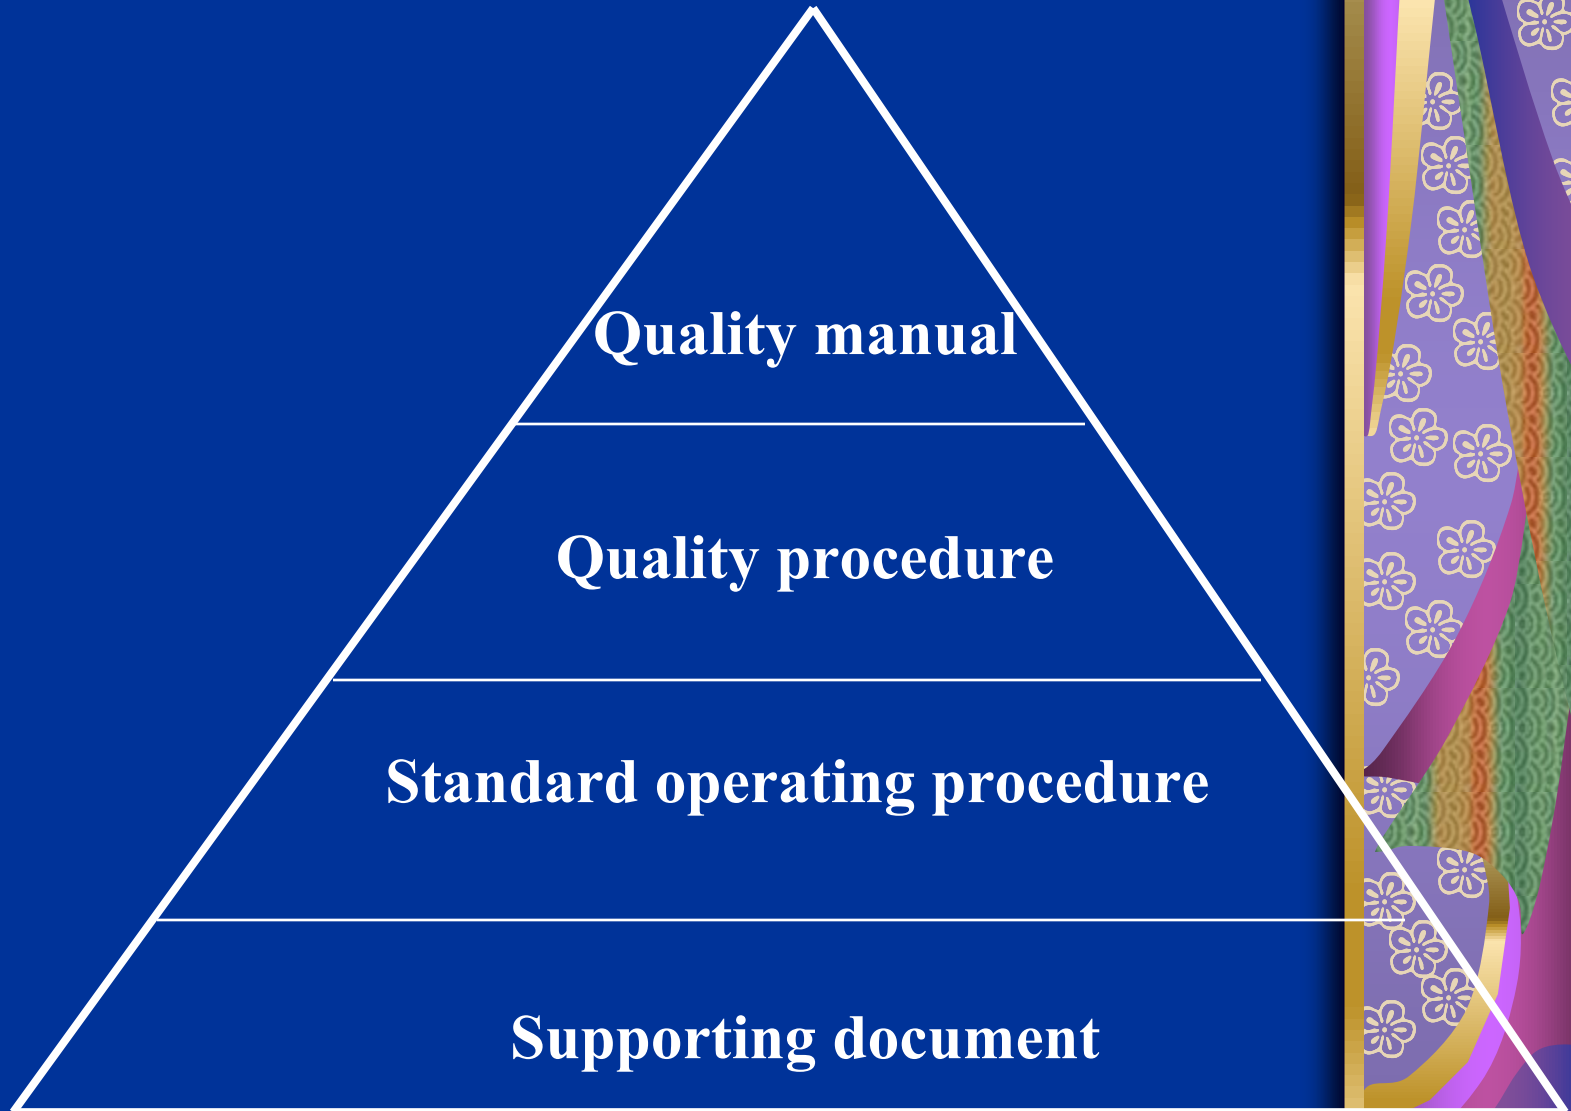 Quality manual
Quality procedure
Standard operating procedure
Supporting document